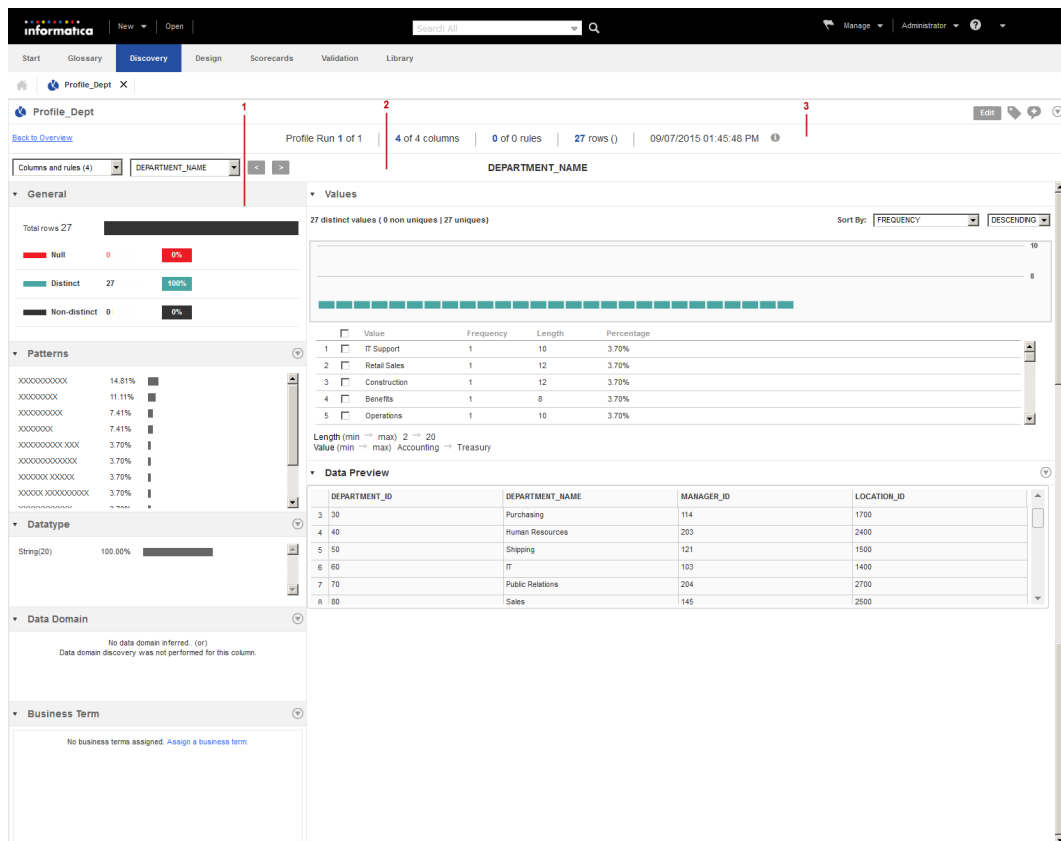 informatica New Open Search All Manage Administrator ?
Start Glossary Discovery Design Scorecards Validation Library
Profile_Dept X
1 2 3
Profile_Dept Edit
Back to Overview Profile Run 1 of 1 4 of 4 columns 0 of 0 rules 27 rows () 09/07/2015 01:45:48 PM
Columns and rules (4) DEPARTMENT_NAME < > DEPARTMENT_NAME
General
Total rows 27
Null 0 0%
Distinct 27 100%
Non-distinct 0 0%
Patterns
XXXXXXXXXX 14.81%
XXXXXXXX 11.11%
XXXXXXXXX 7.41%
XXXXXXX 7.41%
XXXXXXXXX XXX 3.70%
XXXXXXXXXXXX 3.70%
XXXXXX XXXXX 3.70%
XXXXX XXXXXXXXX 3.70%
Datatype
String(20) 100.00%
Data Domain
No data domain inferred.. (or)
Data domain discovery was not performed for this column.
Business Term
No business terms assigned. Assign a business term.
Values
27 distinct values ( 0 non uniques | 27 uniques) Sort By: FREQUENCY DESCENDING
10
5
Value Frequency Length Percentage
1 IT Support 1 10 3.70%
2 Retail Sales 1 12 3.70%
3 Construction 1 12 3.70%
4 Benefits 1 8 3.70%
5 Operations 1 10 3.70%
Length (min → max) 2 → 20
Value (min → max) Accounting → Treasury
Data Preview
DEPARTMENT_ID DEPARTMENT_NAME MANAGER_ID LOCATION_ID
3 30 Purchasing 114 1700
4 40 Human Resources 203 2400
5 50 Shipping 121 1500
6 60 IT 103 1400
7 70 Public Relations 204 2700
8 80 Sales 145 2500